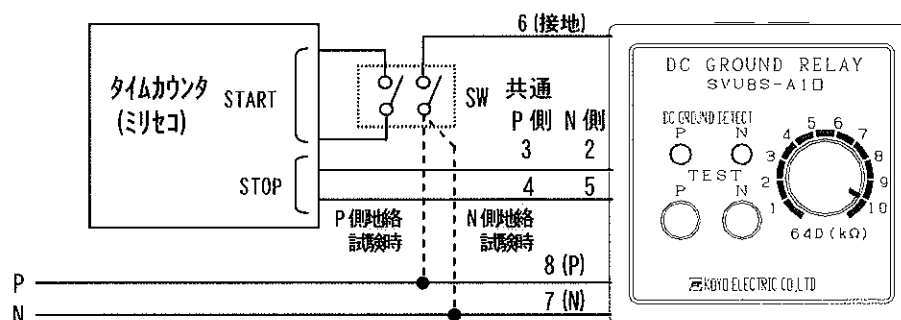 6 (接地)
タイムカウンタ
(ミリセコ)
START
STOP
SW
共通
P側 N側
3 2
4 5
P側地絡
試験時
N側地絡
試験時
8 (P)
7 (N)
P
N
DC GROUND RELAY
SVU8S-A1D
DC GROUND DETECT
P N
TEST
P N
1 2 3 4 5 6 7 8 9 10
64D (kΩ)
KOYO ELECTRIC CO,LTD